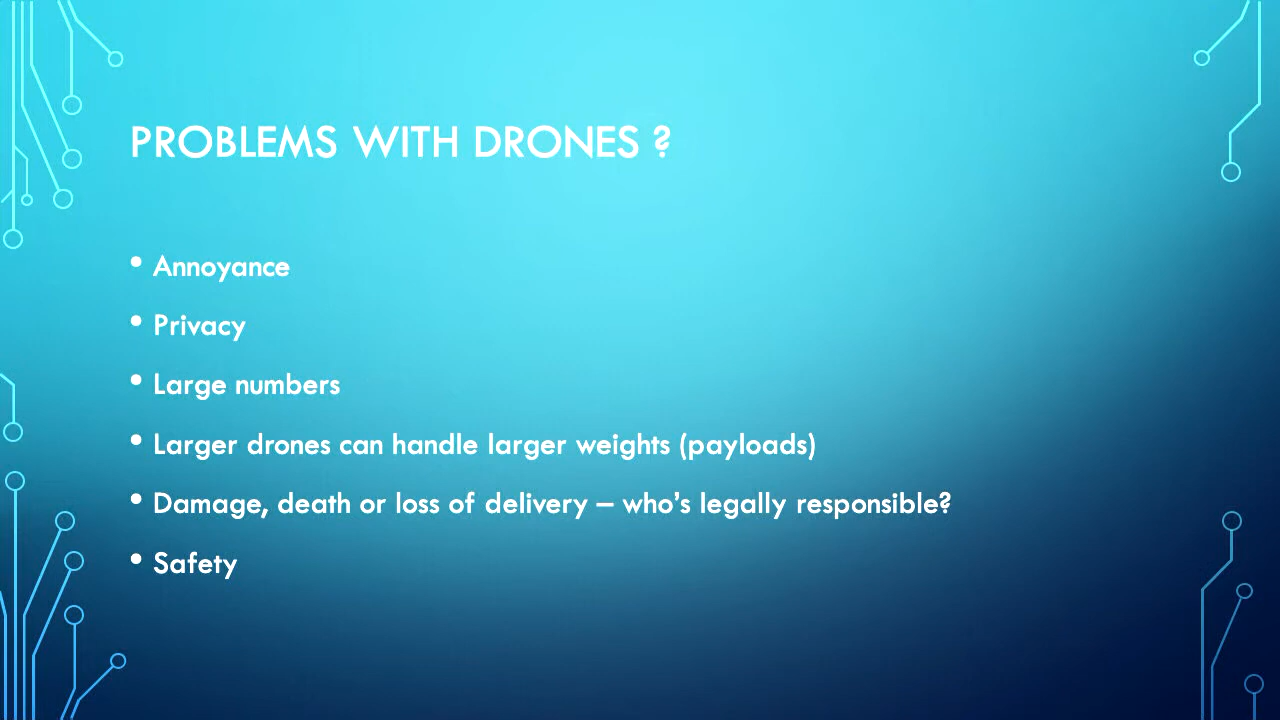 PROBLEMS WITH DRONES ?
• Annoyance
• Privacy
• Large numbers
• Larger drones can handle larger weights (payloads)
• Damage, death or loss of delivery – who’s legally responsible?
• Safety